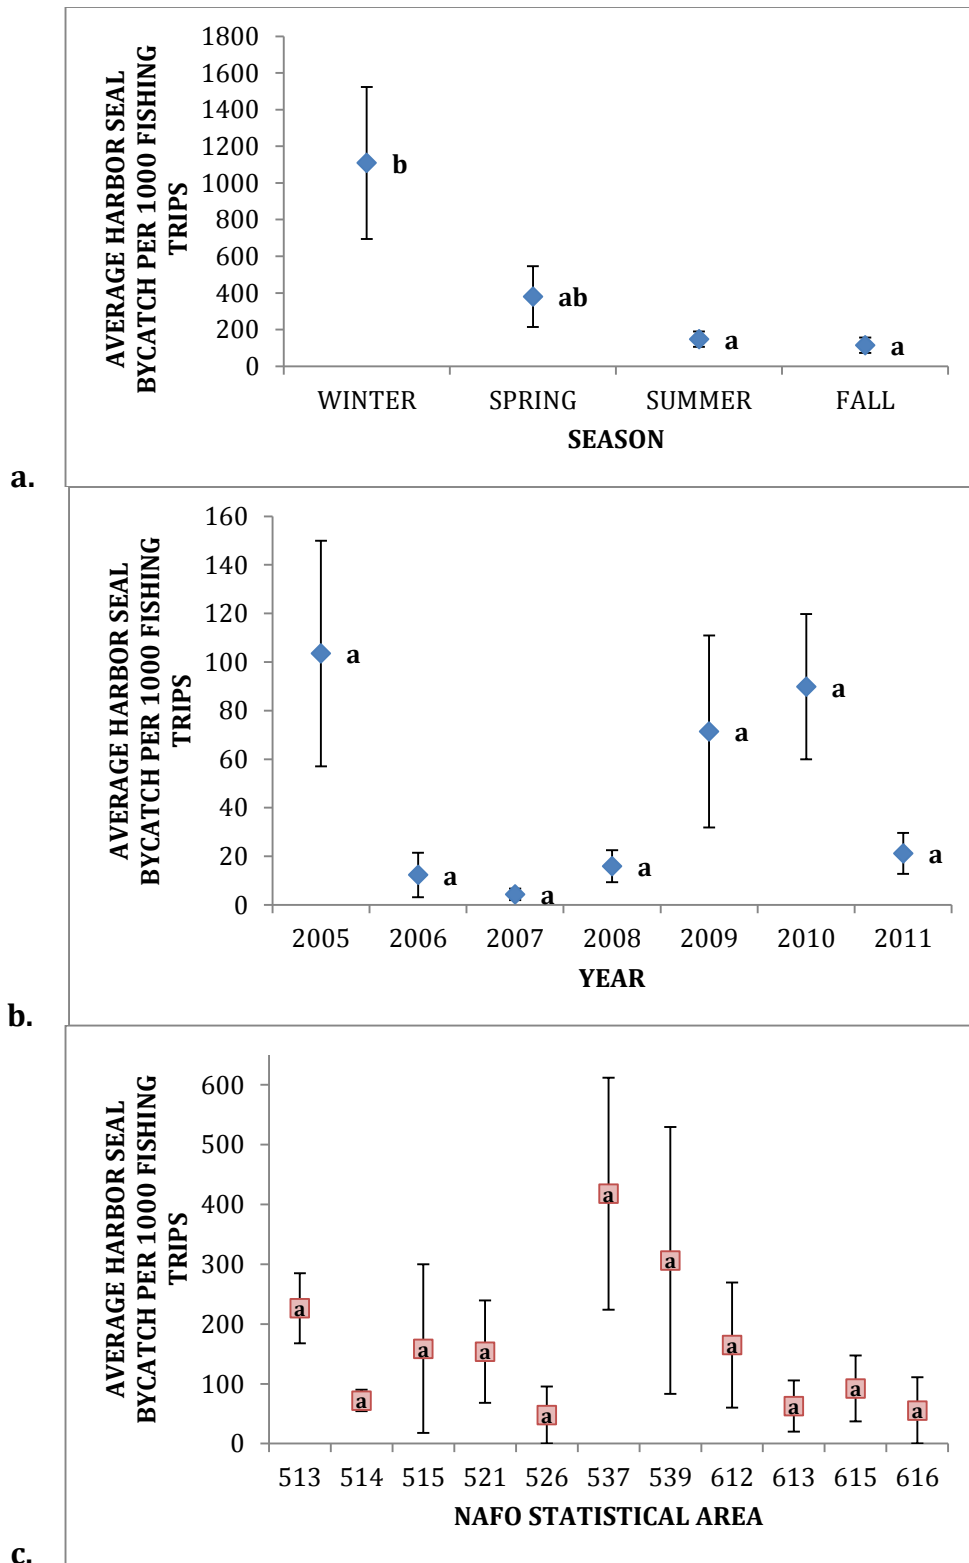 AVERAGE HARBOR SEAL
BYCATCH PER 1000 FISHING
TRIPS
1800
1600
1400
1200
1000
800
600
400
200
0
b
ab
a
a
WINTER SPRING SUMMER FALL
SEASON
a.
AVERAGE HARBOR SEAL
BYCATCH PER 1000 FISHING
TRIPS
160
140
120
100
80
60
40
20
0
a
a
a
a
a
a
a
2005 2006 2007 2008 2009 2010 2011
YEAR
b.
AVERAGE HARBOR SEAL
BYCATCH PER 1000 FISHING
TRIPS
600
500
400
300
200
100
0
a
a
a
a
a
a
a
a
a
a
a
513 514 515 521 526 537 539 612 613 615 616
NAFO STATISTICAL AREA
c.